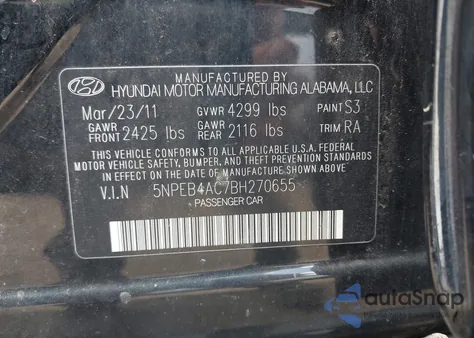 MANUFACTURED BY
HYUNDAI MOTOR MANUFACTURING ALABAMA, LLC
Mar/23/11 GVWR 4299 lbs PAINT S3
GAWR FRONT 2425 lbs GAWR REAR 2116 lbs TRIM RA
THIS VEHICLE CONFORMS TO ALL APPLICABLE U.S.A. FEDERAL
MOTOR VEHICLE SAFETY, BUMPER, AND THEFT PREVENTION STANDARDS
IN EFFECT ON THE DATE OF MANUFACTURE SHOWN ABOVE.
V.I.N 5NPEB4AC7BH270655
PASSENGER CAR
autoSnap